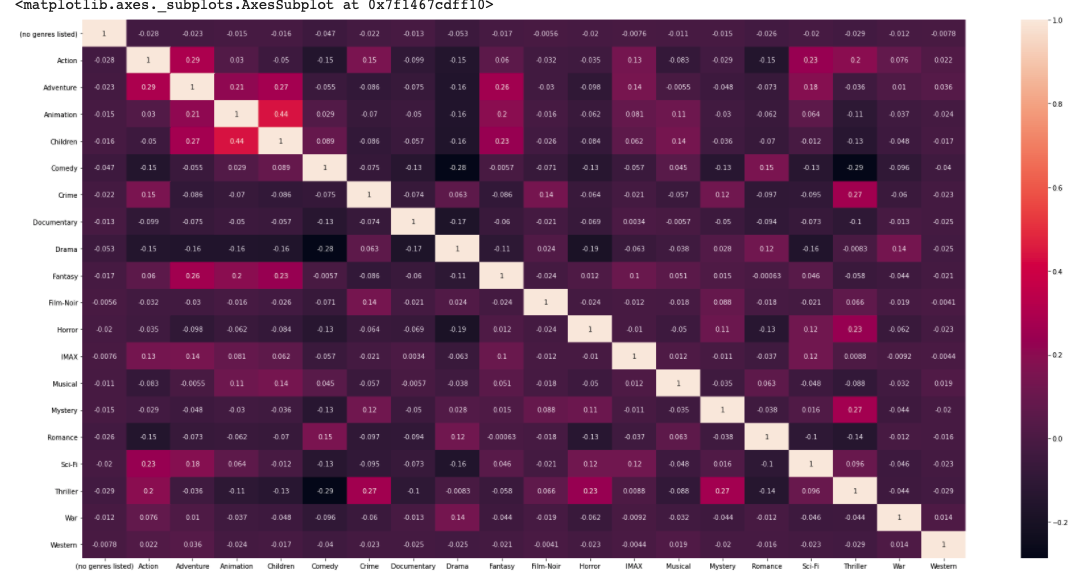 <matplotlib.axes._subplots.AxesSubplot at 0x7f1467cdff10>
(no genres listed) 1 -0.028 -0.023 -0.015 -0.016 -0.047 -0.022 -0.013 -0.053 -0.017 -0.0056 -0.02 -0.0076 -0.011 -0.015 -0.026 -0.02 -0.029 -0.012 -0.0078 1.0
Action -0.028 1 0.29 0.03 -0.05 -0.15 0.15 -0.099 -0.15 0.06 -0.032 -0.035 0.13 -0.083 -0.029 -0.15 0.23 0.2 0.076 0.022
Adventure -0.023 0.29 1 0.21 0.27 -0.055 -0.086 -0.075 -0.16 0.26 -0.03 -0.098 0.14 -0.0055 -0.048 -0.073 0.18 -0.036 0.01 0.036
0.8
Animation -0.015 0.03 0.21 1 0.44 0.029 -0.07 -0.05 -0.16 0.2 -0.016 -0.062 0.081 0.11 -0.03 -0.062 0.064 -0.11 -0.037 -0.024
Children -0.016 -0.05 0.27 0.44 1 0.089 -0.086 -0.057 -0.16 0.23 -0.026 -0.084 0.062 0.14 -0.036 -0.07 -0.012 -0.13 -0.048 -0.017
Comedy -0.047 -0.15 -0.055 0.029 0.089 1 -0.075 -0.13 -0.28 -0.0057 -0.071 -0.13 -0.057 0.045 -0.13 0.15 -0.13 -0.29 -0.096 -0.04
0.6
Crime -0.022 0.15 -0.086 -0.07 -0.086 -0.075 1 -0.074 0.063 -0.086 0.14 -0.064 -0.021 -0.057 0.12 -0.097 -0.095 0.27 -0.06 -0.023
Documentary -0.013 -0.099 -0.075 -0.05 -0.057 -0.13 -0.074 1 -0.17 -0.06 -0.021 -0.069 0.0034 -0.0057 -0.05 -0.094 -0.073 -0.1 -0.013 -0.025
Drama -0.053 -0.15 -0.16 -0.16 -0.16 -0.28 0.063 -0.17 1 -0.11 0.024 -0.19 -0.063 -0.038 0.028 0.12 -0.16 -0.0083 0.14 -0.025
0.4
Fantasy -0.017 0.06 0.26 0.2 0.23 -0.0057 -0.086 -0.06 -0.11 1 -0.024 0.012 0.1 0.051 0.015 -0.00063 0.046 -0.058 -0.044 -0.021
Film-Noir -0.0056 -0.032 -0.03 -0.016 -0.026 -0.071 0.14 -0.021 0.024 -0.024 1 -0.024 -0.012 -0.018 0.088 -0.018 -0.021 0.066 -0.019 -0.0041
Horror -0.02 -0.035 -0.098 -0.062 -0.084 -0.13 -0.064 -0.069 -0.19 0.012 -0.024 1 -0.01 -0.05 0.11 -0.13 0.12 0.23 -0.062 -0.023
IMAX -0.0076 0.13 0.14 0.081 0.062 -0.057 -0.021 0.0034 -0.063 0.1 -0.012 -0.01 1 0.012 -0.011 -0.037 0.12 0.0088 -0.0092 -0.0044
0.2
Musical -0.011 -0.083 -0.0055 0.11 0.14 0.045 -0.057 -0.0057 -0.038 0.051 -0.018 -0.05 0.012 1 -0.035 0.063 -0.048 -0.088 -0.032 0.019
Mystery -0.015 -0.029 -0.048 -0.03 -0.036 -0.13 0.12 -0.05 0.028 0.015 0.088 0.11 -0.011 -0.035 1 -0.038 0.016 0.27 -0.044 -0.02
Romance -0.026 -0.15 -0.073 -0.062 -0.07 0.15 -0.097 -0.094 0.12 -0.00063 -0.018 -0.13 -0.037 0.063 -0.038 1 -0.1 -0.14 -0.012 -0.016
0.0
Sci-Fi -0.02 0.23 0.18 0.064 -0.012 -0.13 -0.095 -0.073 -0.16 0.046 -0.021 0.12 0.12 -0.048 0.016 -0.1 1 0.096 -0.046 -0.023
Thriller -0.029 0.2 -0.036 -0.11 -0.13 -0.29 0.27 -0.1 -0.0083 -0.058 0.066 0.23 0.0088 -0.088 0.27 -0.14 0.096 1 -0.044 -0.029
War -0.012 0.076 0.01 -0.037 -0.048 -0.096 -0.06 -0.013 0.14 -0.044 -0.019 -0.062 -0.0092 -0.032 -0.044 -0.012 -0.046 -0.044 1 0.014
-0.2
Western -0.0078 0.022 0.036 -0.024 -0.017 -0.04 -0.023 -0.025 -0.025 -0.021 -0.0041 -0.023 -0.0044 0.019 -0.02 -0.016 -0.023 -0.029 0.014 1
(no genres listed) Action Adventure Animation Children Comedy Crime Documentary Drama Fantasy Film-Noir Horror IMAX Musical Mystery Romance Sci-Fi Thriller War Western